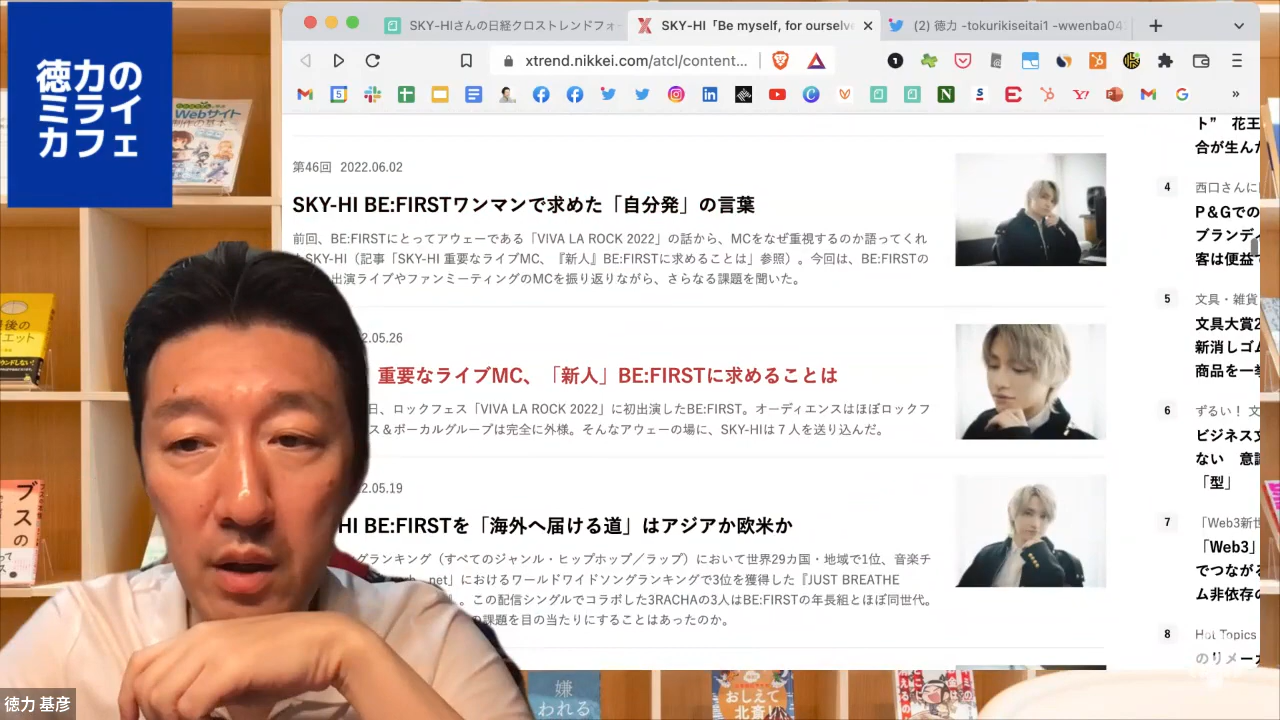 徳力の
ミライ
カフェ
Webサイト
制作の基本
SKY-HIさんの日経クロストレンドフォー
SKY-HI「Be myself, for ourselve
(2) 徳力 -tokurikiseitai1 -wwenba04
xtrend.nikkei.com/atcl/content...
第46回 2022.06.02
SKY-HI BE:FIRSTワンマンで求めた「自分発」の言葉
前回、BE:FIRSTにとってアウェーである「VIVA LA ROCK 2022」の話から、MCをなぜ重視するのか語ってくれ
SKY-HI（記事「SKY-HI 重要なライブMC、『新人』BE:FIRSTに求めることは」参照）。今回は、BE:FIRSTの
出演ライブやファンミーティングのMCを振り返りながら、さらなる課題を聞いた。
2.05.26
重要なライブMC、「新人」BE:FIRSTに求めることは
日、ロックフェス「VIVA LA ROCK 2022」に初出演したBE:FIRST。オーディエンスはほぼロックフ
ス＆ボーカルグループは完全に外様。そんなアウェーの場に、SKY-HIは７人を送り込んだ。
2.05.19
HI BE:FIRSTを「海外へ届ける道」はアジアか欧米か
グランキング（すべてのジャンル・ヒップホップ／ラップ）において世界29カ国・地域で1位、音楽チ
net」におけるワールドワイドソングランキングで3位を獲得した『JUST BREATHE
』。この配信シングルでコラボした3RACHAの3人はBE:FIRSTの年長組とほぼ同世代。
の課題を目の当たりにすることはあったのか。
ト” 花王
合が生んだ
4
西口さんに
P＆Gでの
ブランディ
客は便益で
5
文具・雑貨
文具大賞2
新消しゴム
商品を一挙
6
ずるい！ 文
ビジネス文
ない 意識
「型」
7
「Web3新世
「Web3」
でつながる
ム非依存の
8
Hot Topics
のリメーカ
ブスの
嫌
われる
おしえて
北斎
徳力 基彦